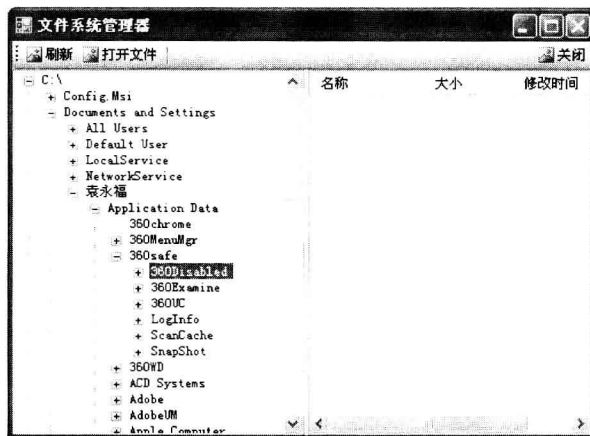 文件系统管理器
刷新 打开文件 关闭
名称 大小 修改时间
C:\
Config.Msi
Documents and Settings
All Users
Default User
LocalService
NetworkService
袁永福
Application Data
360chrome
360MenuMgr
360safe
360Disabled
360Examine
360UC
LogInfo
ScanCache
SnapShot
360WD
ACD Systems
Adobe
AdobeUM
Apple Computer